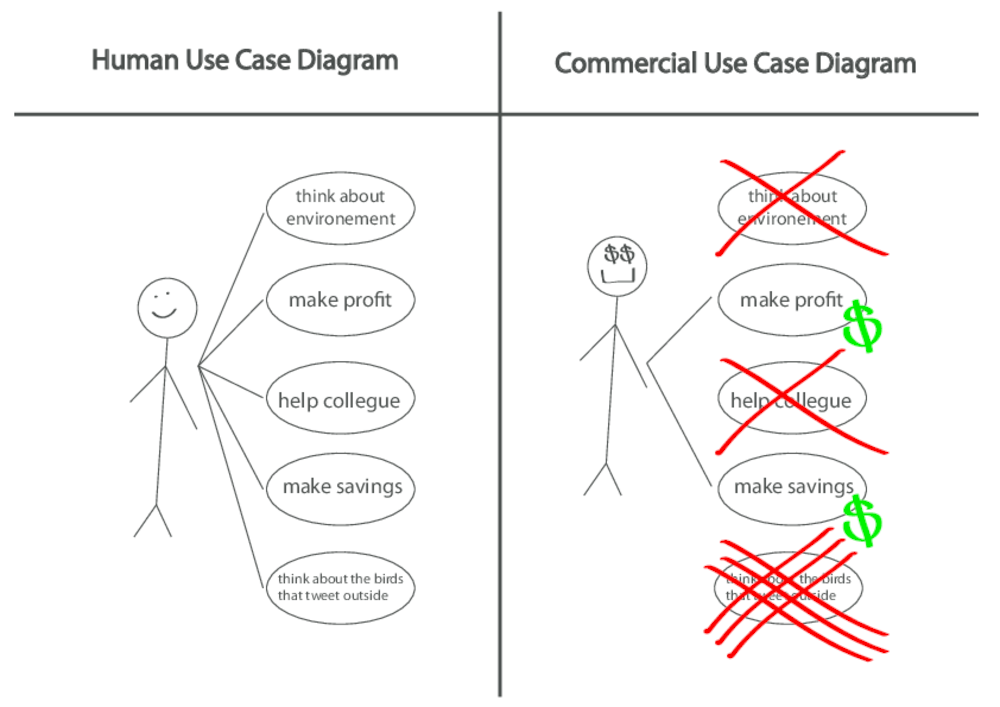 Human Use Case Diagram
think about
environement
make profit
help collegue
make savings
think about the birds
that tweet outside
Commercial Use Case Diagram
$$
think about
environement
make profit
$
help collegue
make savings
$
think about the birds
that tweet outside